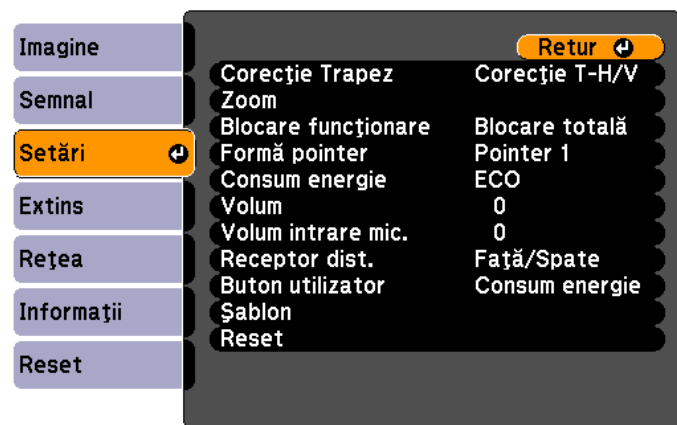 Imagine
Semnal
Setări
Extins
Reţea
Informaţii
Reset
Retur
Corecţie Trapez Corecţie T-H/V
Zoom
Blocare funcţionare Blocare totală
Formă pointer Pointer 1
Consum energie ECO
Volum 0
Volum intrare mic. 0
Receptor dist. Faţă/Spate
Buton utilizator Consum energie
Şablon
Reset